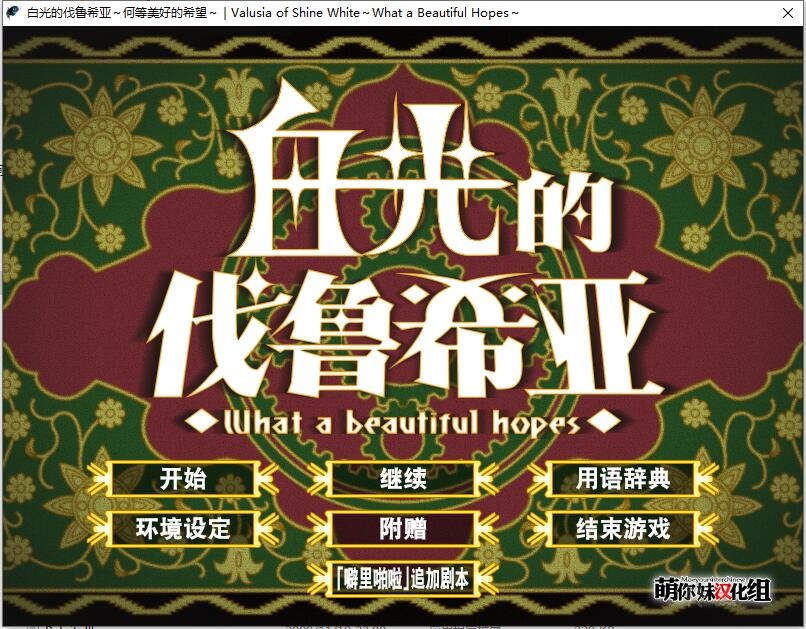 白光的伐鲁希亚～何等美好的希望～ | Valusia of Shine White～What a Beautiful Hopes～
白光的
伐鲁希亚
What a beautiful hopes
开始 继续 用语辞典
环境设定 附赠 结束游戏
「噼里啪啦」追加剧本
Moeyoursisterchinese
萌你妹汉化组